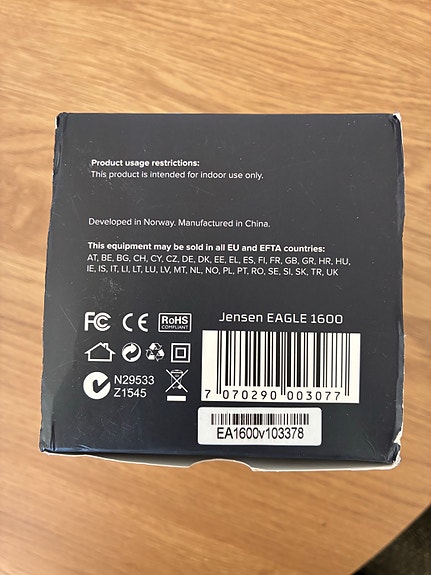 Product usage restrictions:
This product is intended for indoor use only.
Developed in Norway. Manufactured in China.
This equipment may be sold in all EU and EFTA countries:
AT, BE, BG, CH, CY, CZ, DE, DK, EE, EL, ES, FI, FR, GB, GR, HR, HU,
IE, IS, IT, LI, LT, LU, LV, MT, NL, NO, PL, PT, RO, SE, SI, SK, TR, UK
FC CE RoHS
COMPLIANT
Jensen EAGLE 1600
N29533
Z1545
7 070290 003077
EA1600v103378